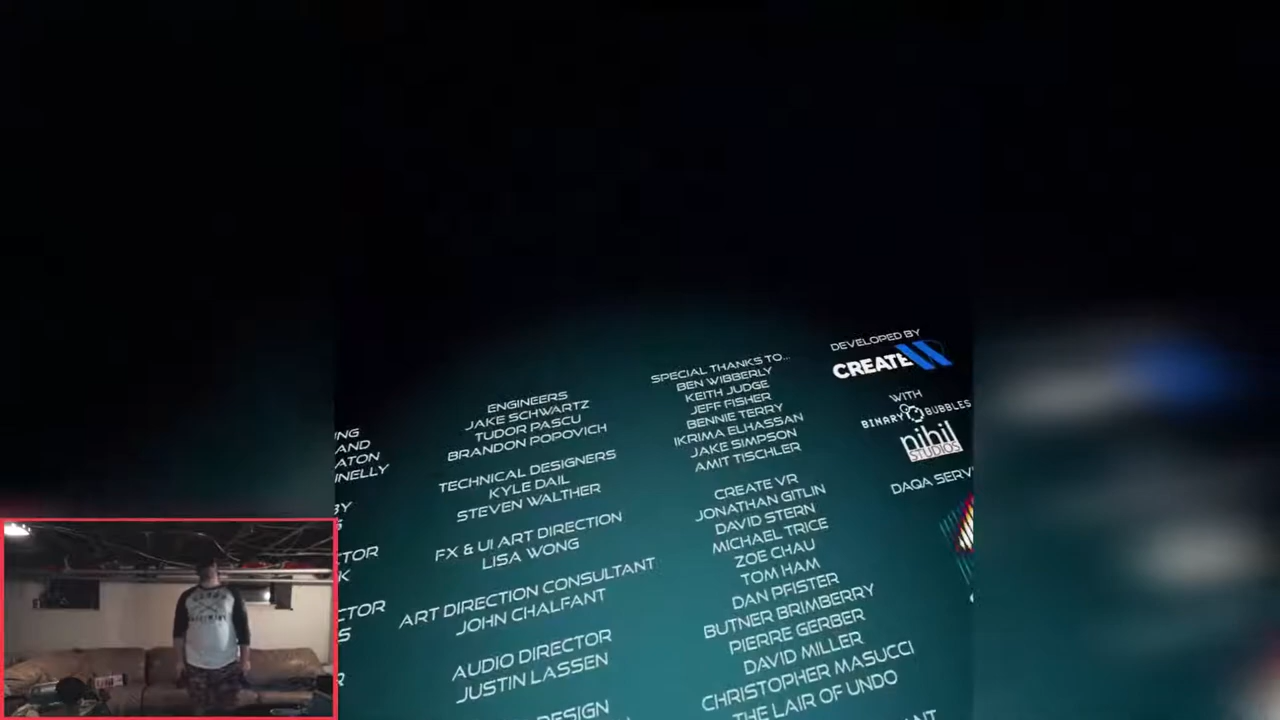 ENGINEERS
JAKE SCHWARTZ
TUDOR PASCU
BRANDON POPOVICH
TECHNICAL DESIGNERS
KYLE DAIL
STEVEN WALTHER
FX & UI ART DIRECTION
LISA WONG
ART DIRECTION CONSULTANT
JOHN CHALFANT
AUDIO DIRECTOR
JUSTIN LASSEN
DESIGN
SPECIAL THANKS TO...
BEN WIBBERLY
KEITH JUDGE
JEFF FISHER
BENNIE TERRY
IKRIMA ELHASSAN
JAKE SIMPSON
AMIT TISCHLER
CREATE VR
JONATHAN GITLIN
DAVID STERN
MICHAEL TRICE
ZOE CHAU
TOM HAM
DAN PFISTER
BUTNER BRIMBERRY
PIERRE GERBER
DAVID MILLER
CHRISTOPHER MASUCCI
THE LAIR OF UNDO
DEVELOPED BY
CREATE
WITH
BINARY BUBBLES
nihil
STUDIOS
DAQA SERV